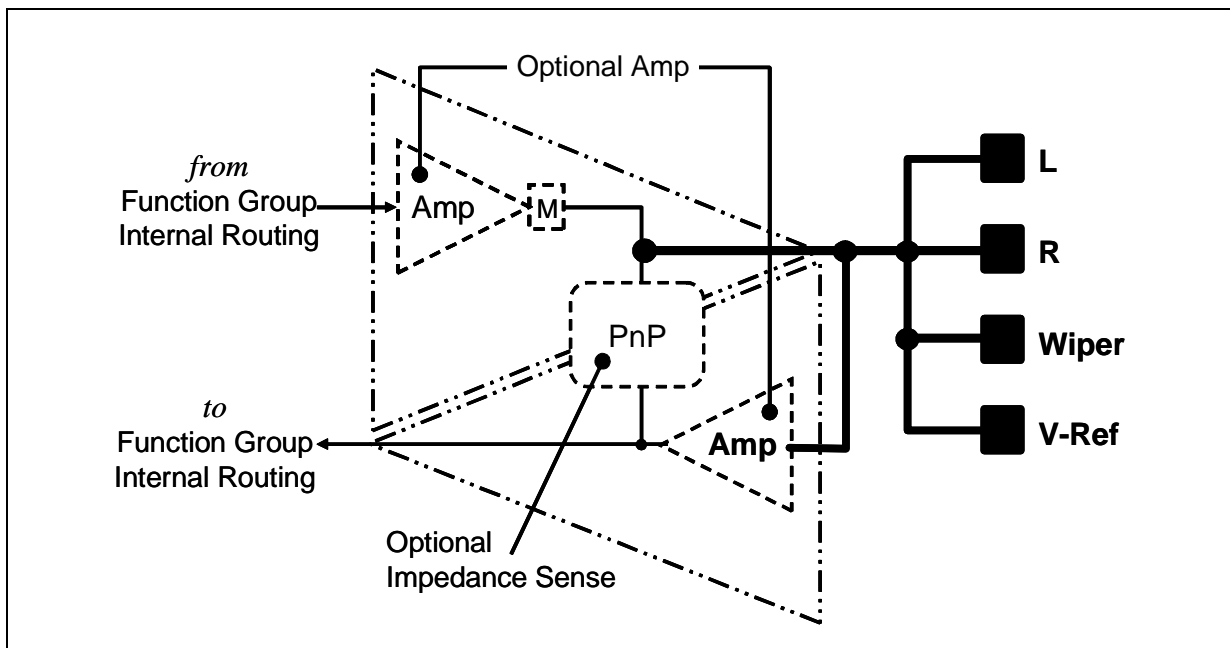 Optional Amp
from
Function Group
Internal Routing
Amp
M
L
R
PnP
Wiper
to
Function Group
Internal Routing
Amp
V-Ref
Optional
Impedance Sense